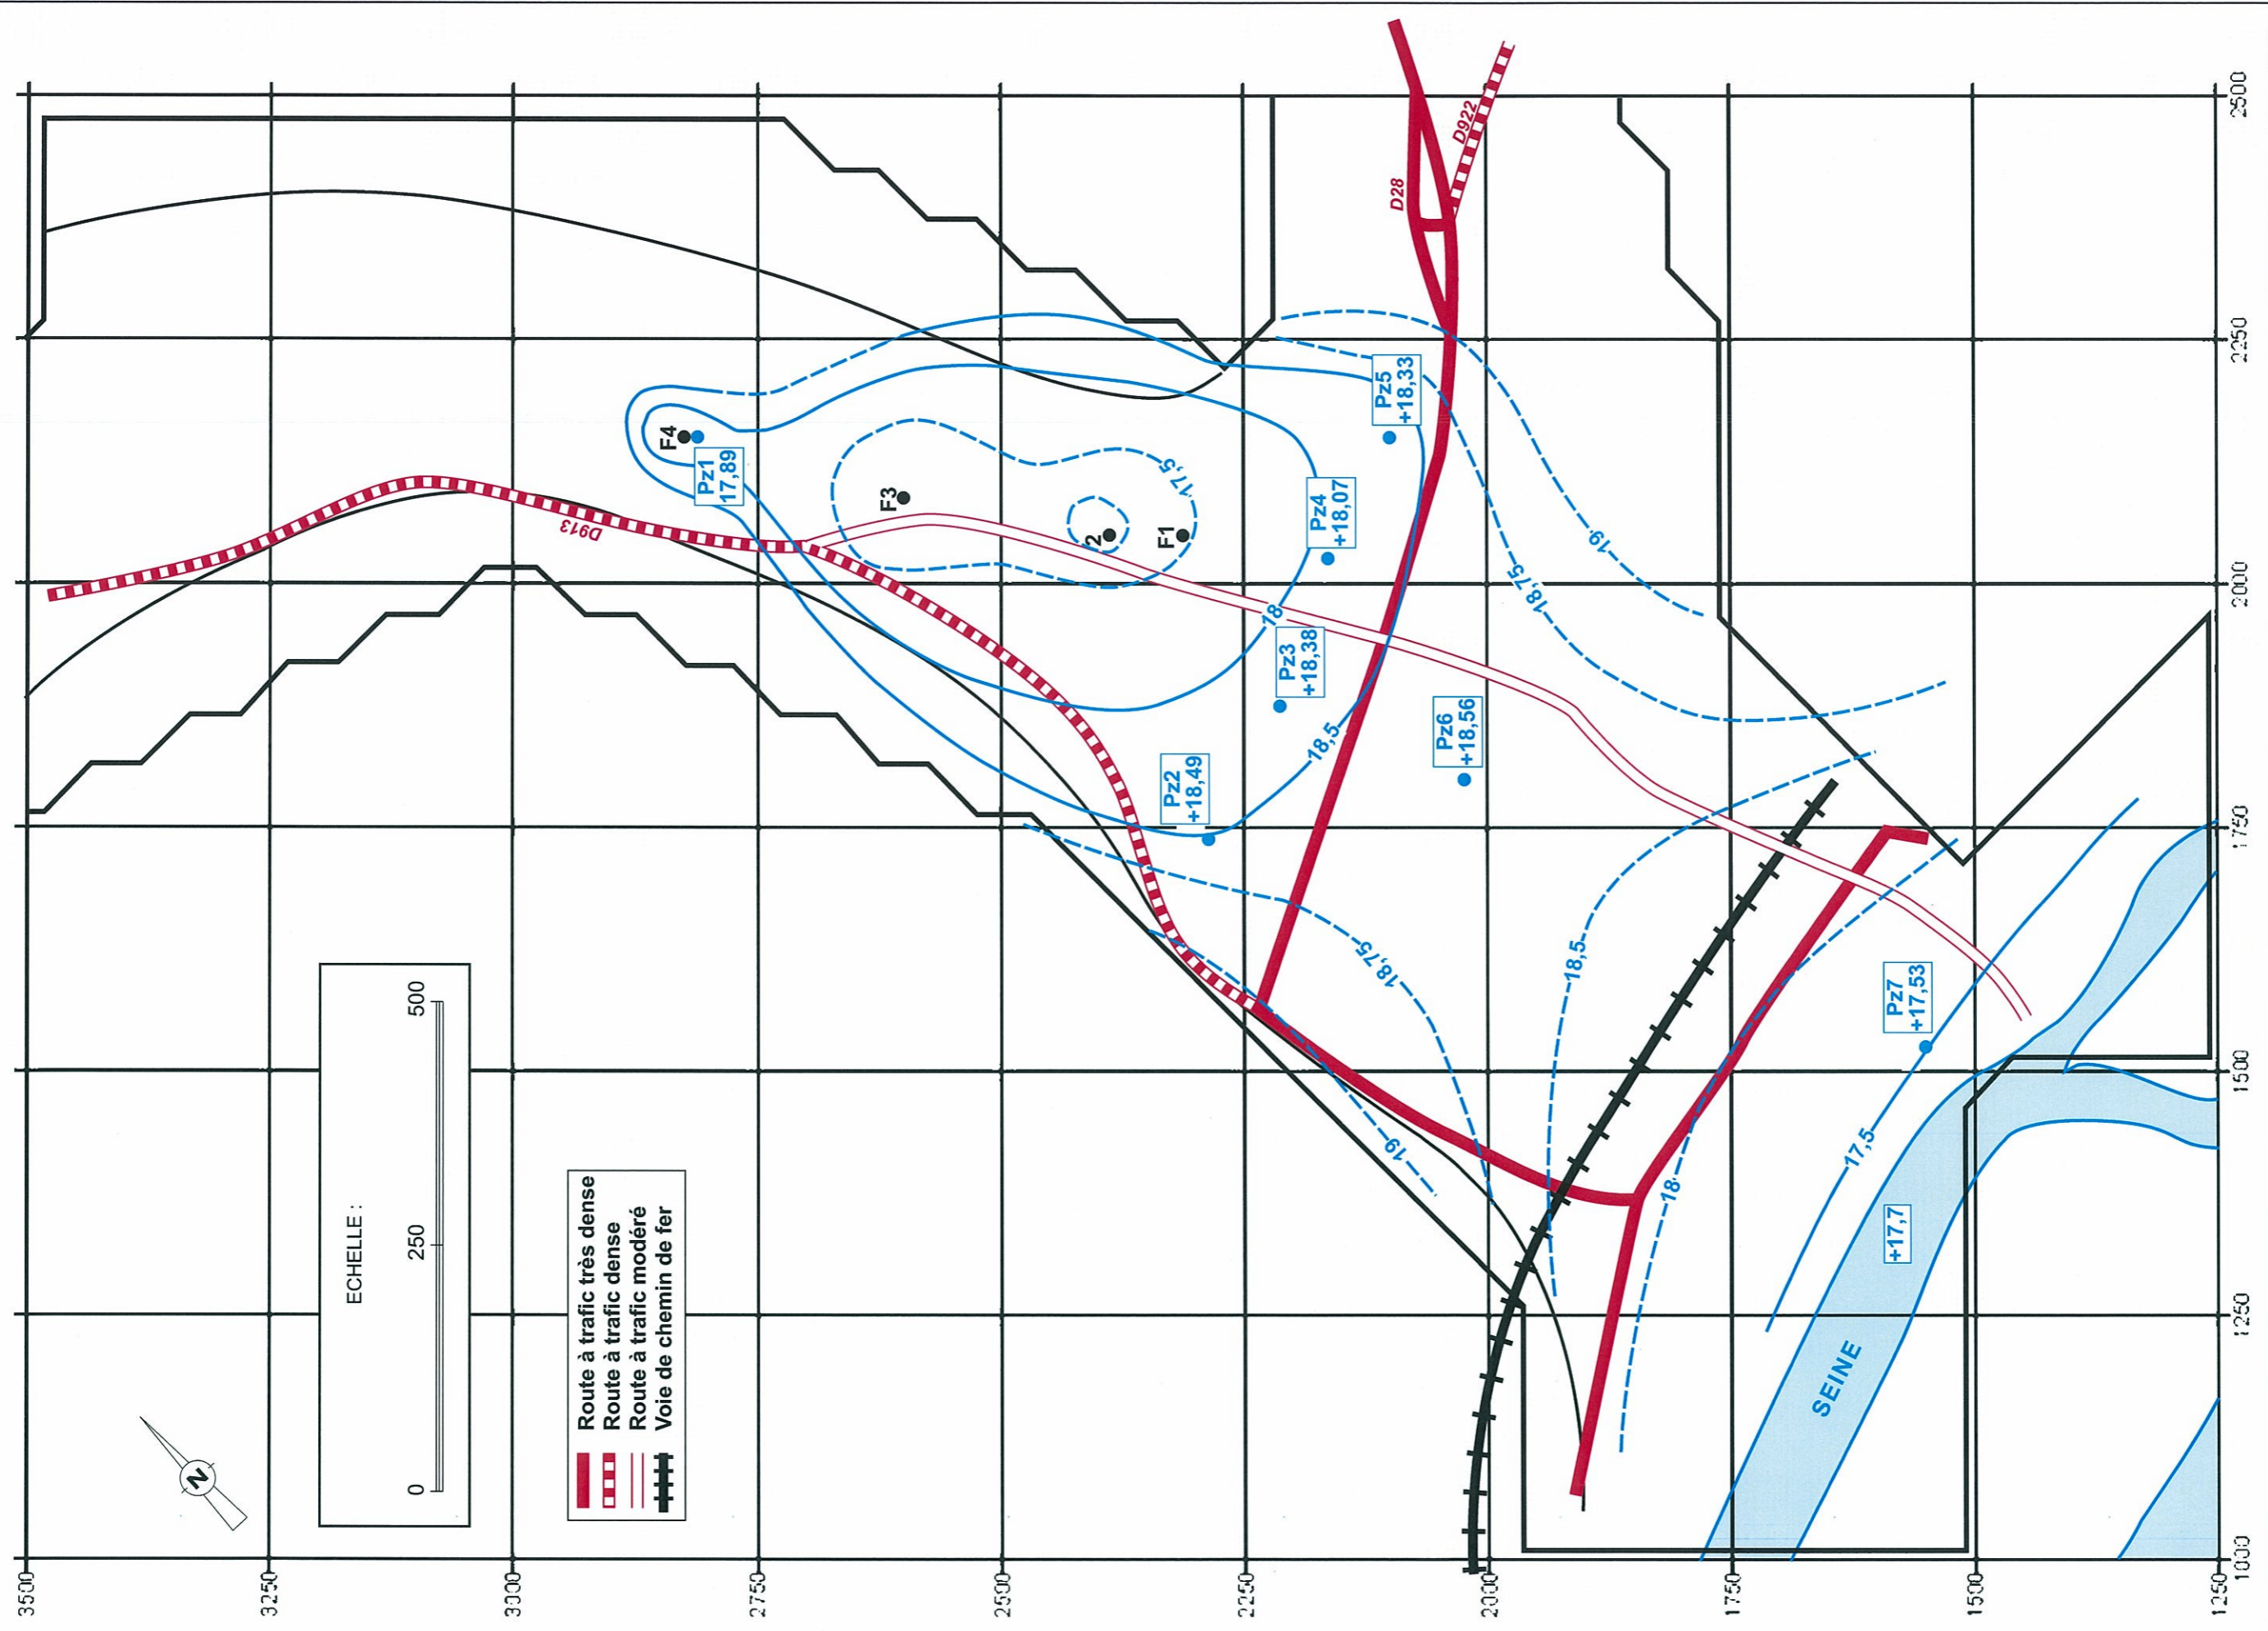 ECHELLE :
0
250
500
Route à trafic très dense
Route à trafic dense
Route à trafic modéré
Voie de chemin de fer
N
D913
D28
D922
F4
Pz1
17,89
F3
2
F1
17,5
Pz5
+18,33
Pz4
+18,07
18
Pz3
+18,38
18,5
Pz2
+18,49
Pz6
+18,56
19
18,75
18,75
18,5
19
18
17,5
Pz7
+17,53
+17,7
SEINE
3500
3250
3000
2750
2500
2250
2000
1750
1500
1250
1000
1250
1500
1750
2000
2250
2500